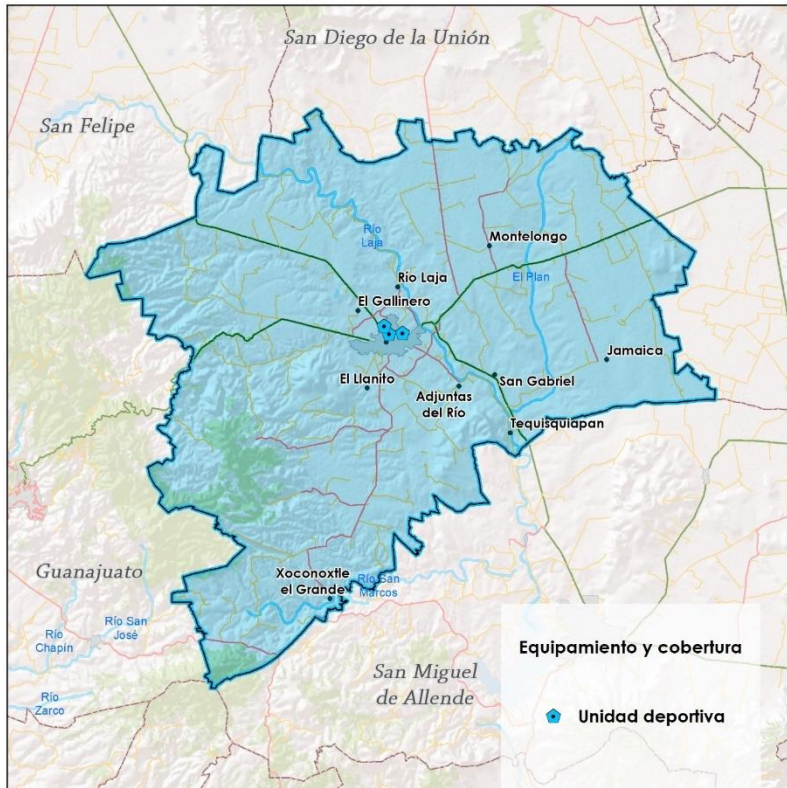 San Diego de la Unión
San Felipe
Río
Laja
Montelongo
Río Laja
El Plan
El Gallinero
Jamaica
El Llanito
San Gabriel
Adjuntas
del Río
Tequisquiapan
Guanajuato
Xoconoxtle
el Grande
Río San
Marcos
Río San
José
Río
Chapín
Río
Zarco
San Miguel
de Allende
Equipamiento y cobertura
Unidad deportiva